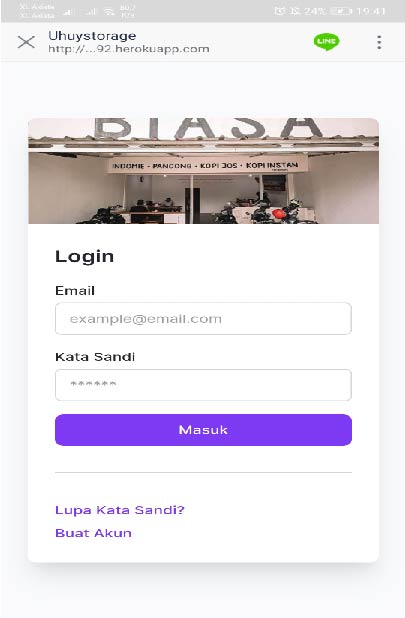 XL Axiata
XL Axiata
80,7
K/s
24%
19.41
Uhuystorage
http://...92.herokuapp.com
LINE
BIASA
INDOMIE • PANCONG • KOPI JOS • KOPI INSTAN
Login
Email
example@email.com
Kata Sandi
******
Masuk
Lupa Kata Sandi?
Buat Akun